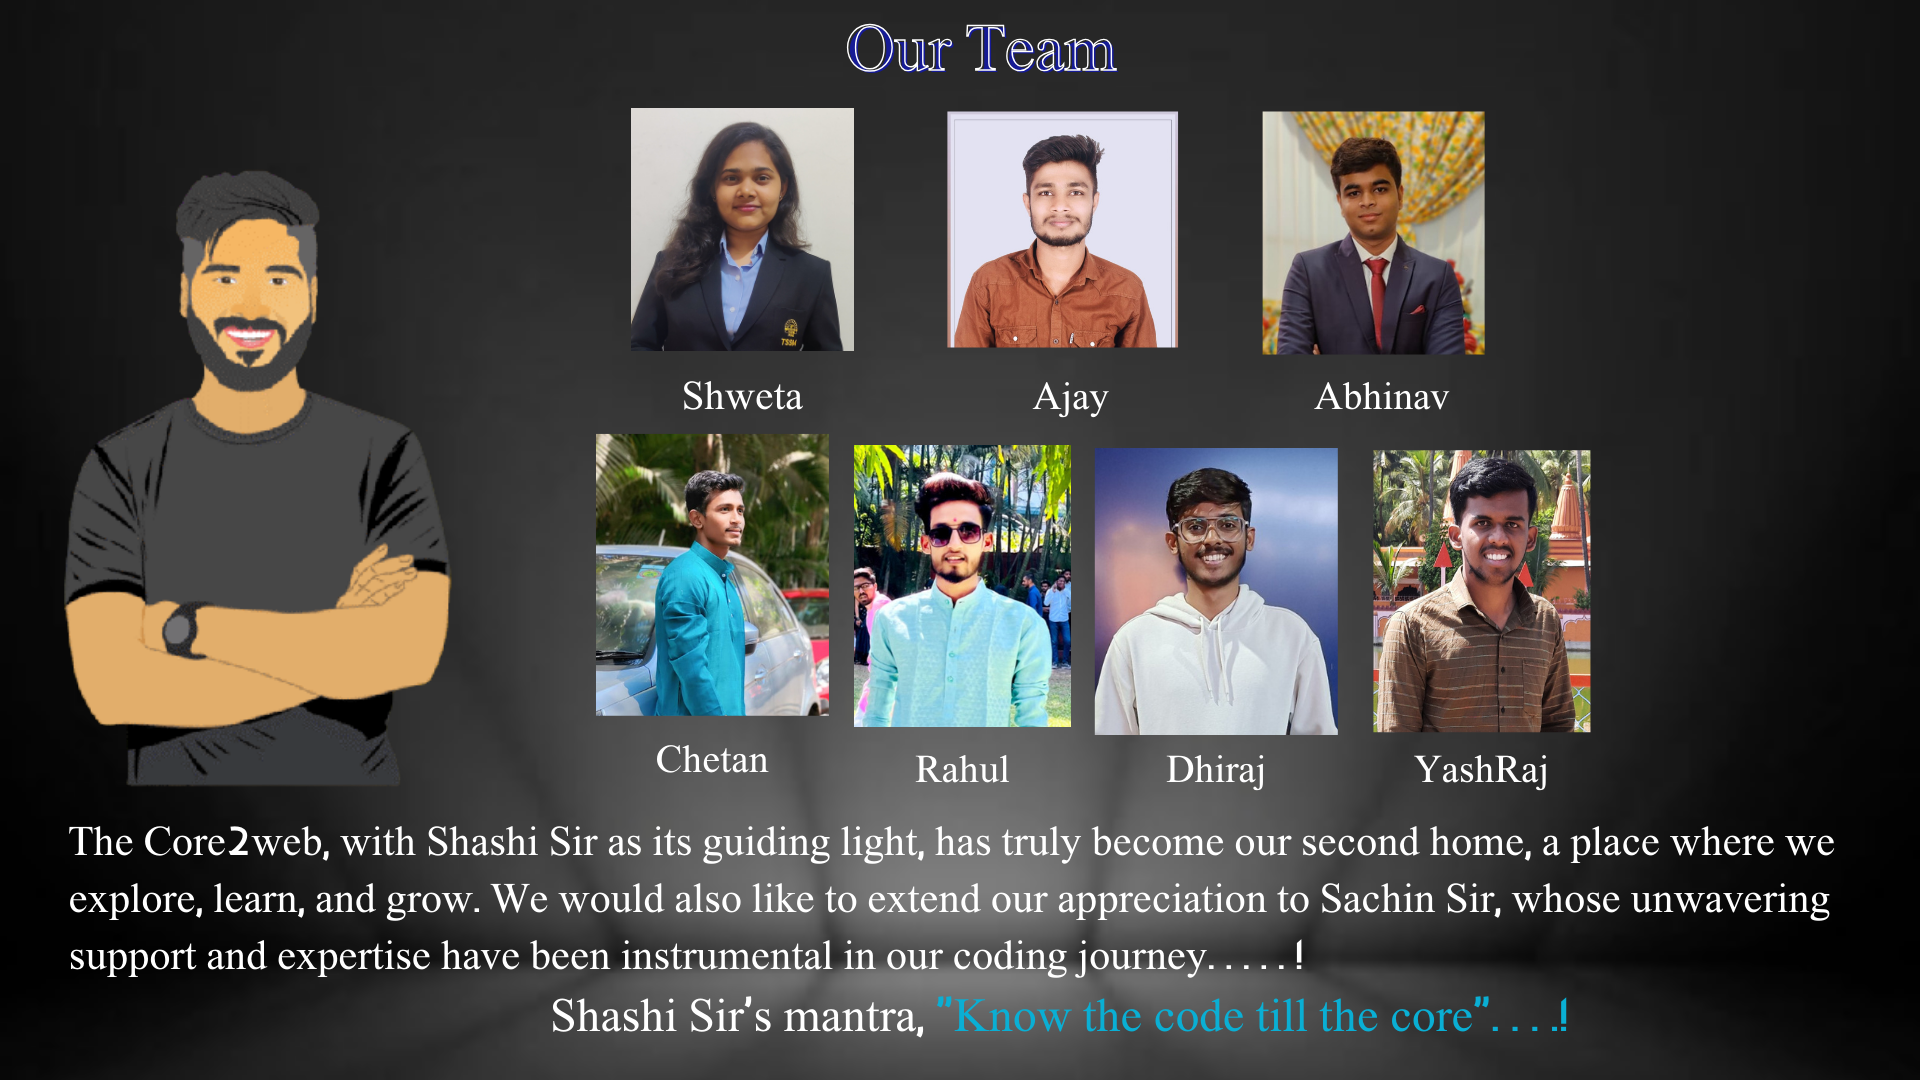 Our Team
TSSM
Shweta
Ajay
Abhinav
Chetan
Rahul
Dhiraj
YashRaj
The Core2web, with Shashi Sir as its guiding light, has truly become our second home, a place where we
explore, learn, and grow. We would also like to extend our appreciation to Sachin Sir, whose unwavering
support and expertise have been instrumental in our coding journey.....!
Shashi Sir's mantra, "Know the code till the core"....!